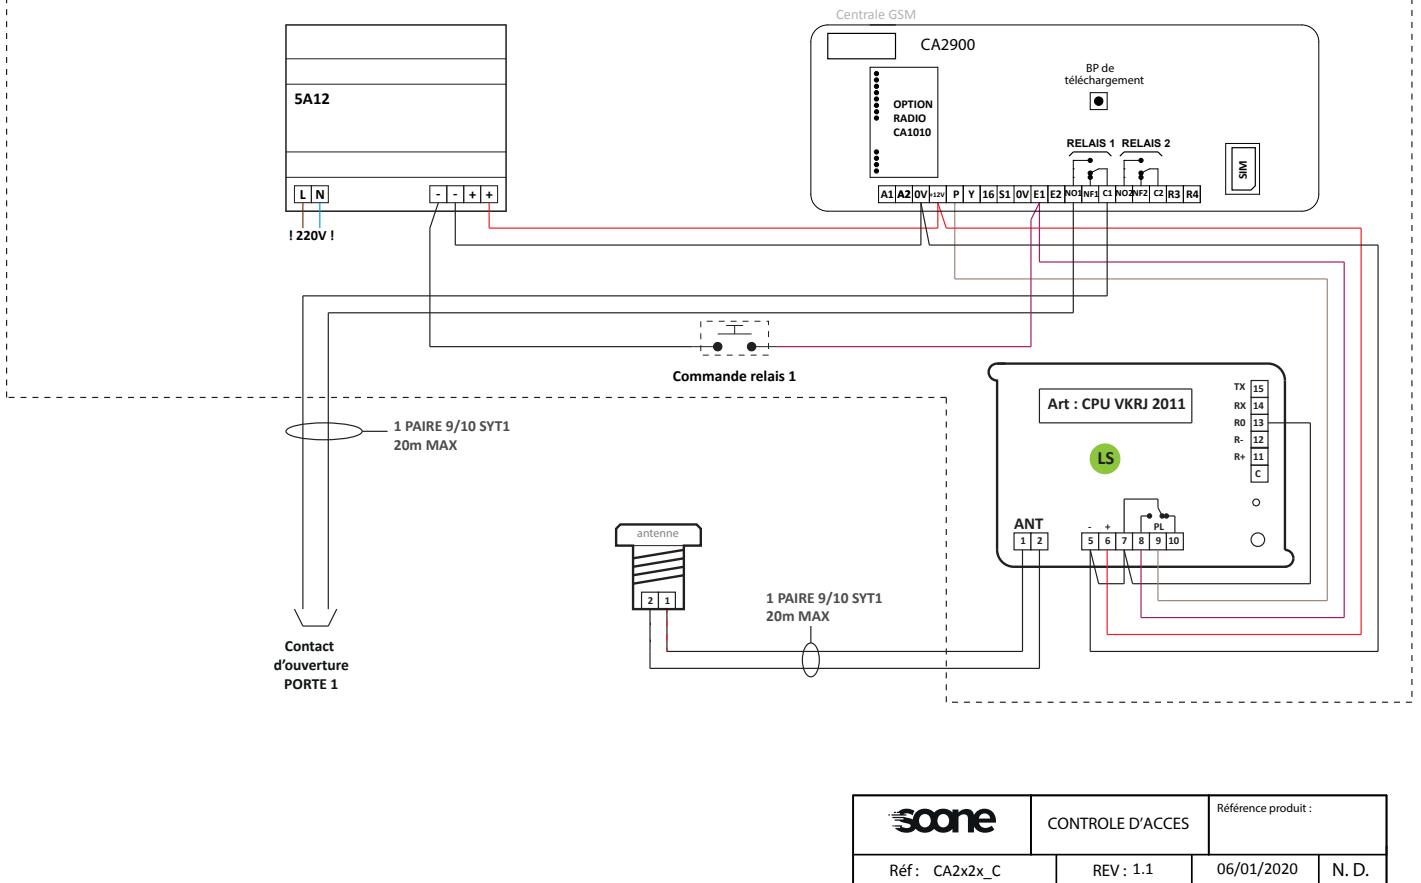 Centrale GSM
CA2900
BP de
téléchargement
5A12
OPTION
RADIO
CA1010
RELAIS 1 RELAIS 2
SIM
L N - - + +
A1 A2 0V +12V P Y 16 S1 0V E1 E2 NO1 NF1 C1 NO2 NF2 C2 R3 R4
! 220V !
Commande relais 1
Art : CPU VKRJ 2011
TX 15
RX 14
R0 13
R- 12
R+ 11
C
LS
1 PAIRE 9/10 SYT1
20m MAX
ANT
- + PL
1 2 5 6 7 8 9 10
antenne
2 1
1 PAIRE 9/10 SYT1
20m MAX
Contact
d'ouverture
PORTE 1
soone
CONTROLE D'ACCES
Référence produit :
Réf : CA2x2x_C
REV : 1.1
06/01/2020
N. D.